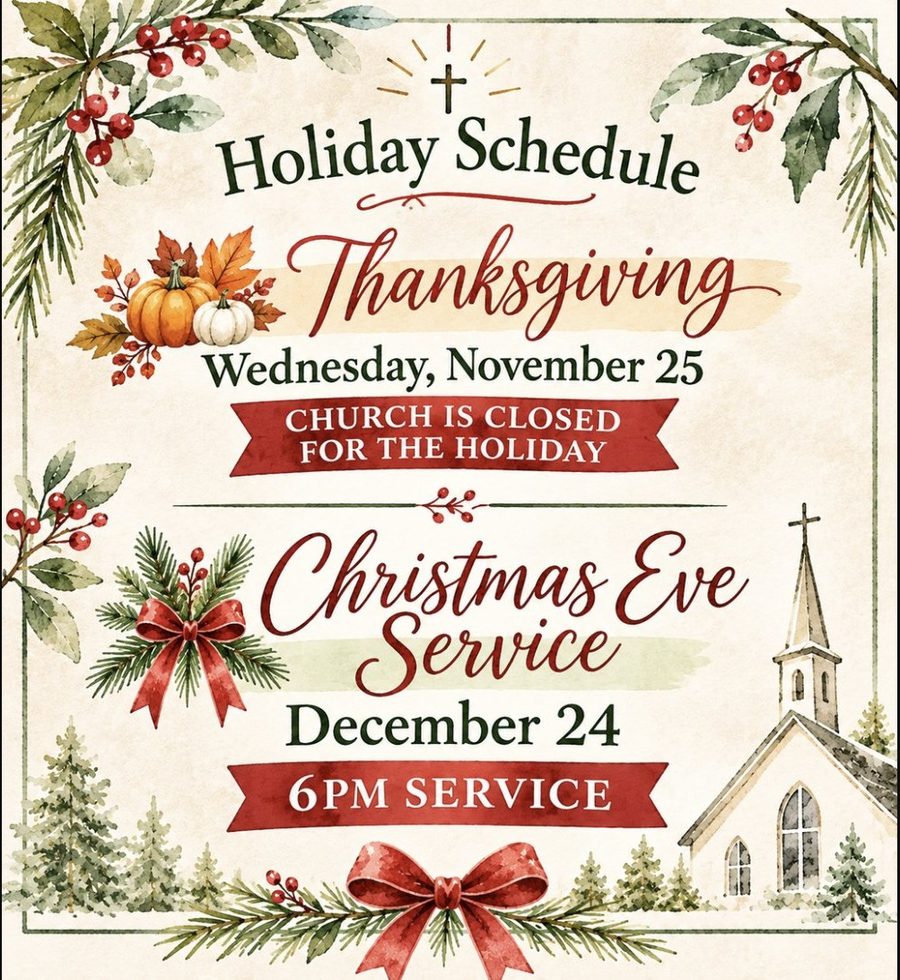 Holiday Schedule
Thanksgiving
Wednesday, November 25
CHURCH IS CLOSED
FOR THE HOLIDAY
Christmas Eve
Service
December 24
6PM SERVICE